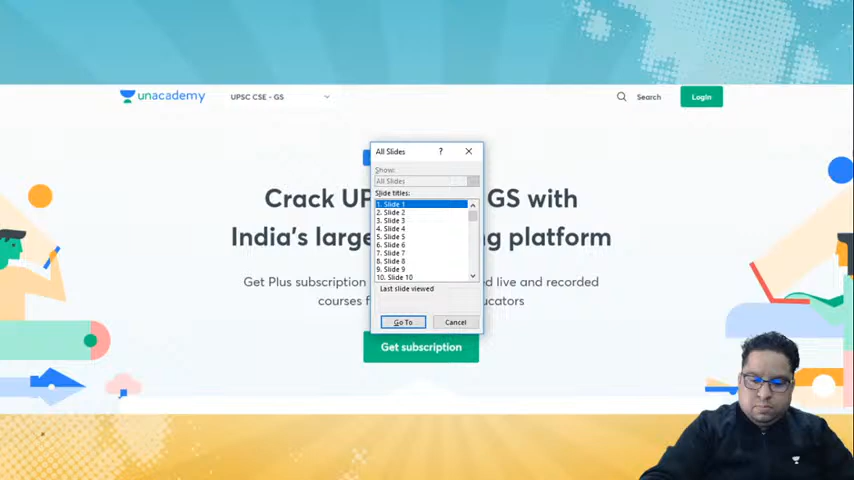 unacademy
UPSC CSE - GS
Search
Login
All Slides
?
Show:
All Slides
Slide titles:
1. Slide 1
2. Slide 2
3. Slide 3
4. Slide 4
5. Slide 5
6. Slide 6
7. Slide 7
8. Slide 8
9. Slide 9
10. Slide 10
Last slide viewed
Go To
Cancel
Crack UP GS with
India's large g platform
Get Plus subscription d live and recorded
courses f ucators
Get subscription